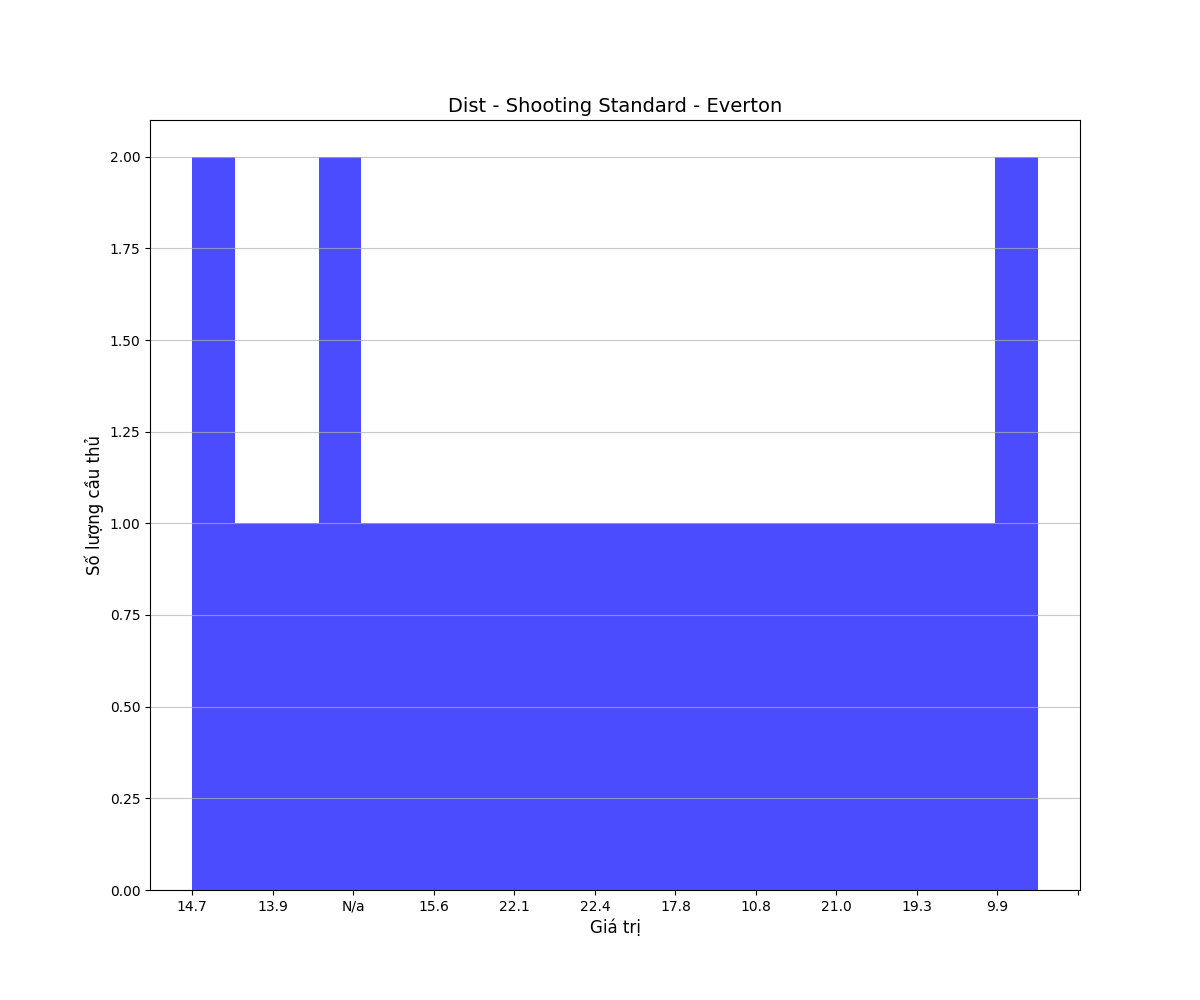 Dist - Shooting Standard - Everton
2.00
1.75
1.50
1.25
1.00
0.75
0.50
0.25
0.00
Số lượng cầu thủ
14.7 13.9 N/a 15.6 22.1 22.4 17.8 10.8 21.0 19.3 9.9
Giá trị